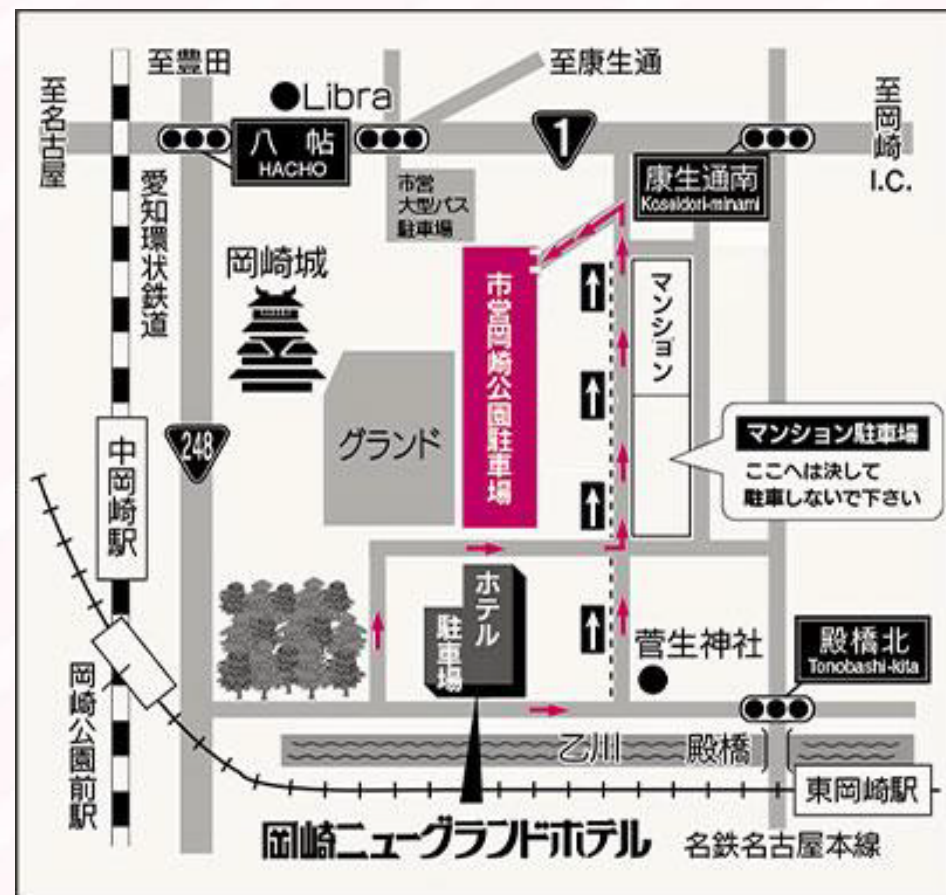 至豊田
至康生通
至名古屋
Libra
八帖
HACHO
1
康生通南
Koseidori-minami
至岡崎
I.C.
愛知環状鉄道
市営
大型バス
駐車場
岡崎城
市営岡崎公園駐車場
マンション
グランド
248
マンション駐車場
ここへは決して
駐車しないで下さい
中岡崎駅
ホテル
駐車場
菅生神社
殿橋北
Tonobashi-kita
岡崎公園前駅
乙川
殿橋
東岡崎駅
岡崎ニューグランドホテル
名鉄名古屋本線